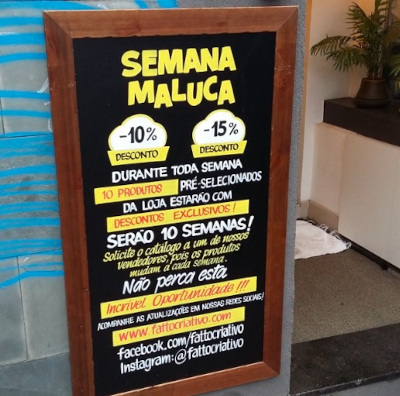 SEMANA
MALUCA
-10% -15%
DESCONTO DESCONTO
DURANTE TODA SEMANA
10 PRODUTOS PRÉ-SELECIONADOS
DA LOJA ESTARÃO COM
DESCONTOS EXCLUSIVOS!
SERÃO 10 SEMANAS!
Solicite o catálogo a um de nossos
vendedores, pois os produtos
mudam a cada semana.
Não perca esta
Incrível Oportunidade!!!
ACOMPANHE AS ATUALIZAÇÕES EM NOSSAS REDES SOCIAIS!
www.fattocriativo.com
facebook.com/fattocriativo
Instagram:@fattocriativo